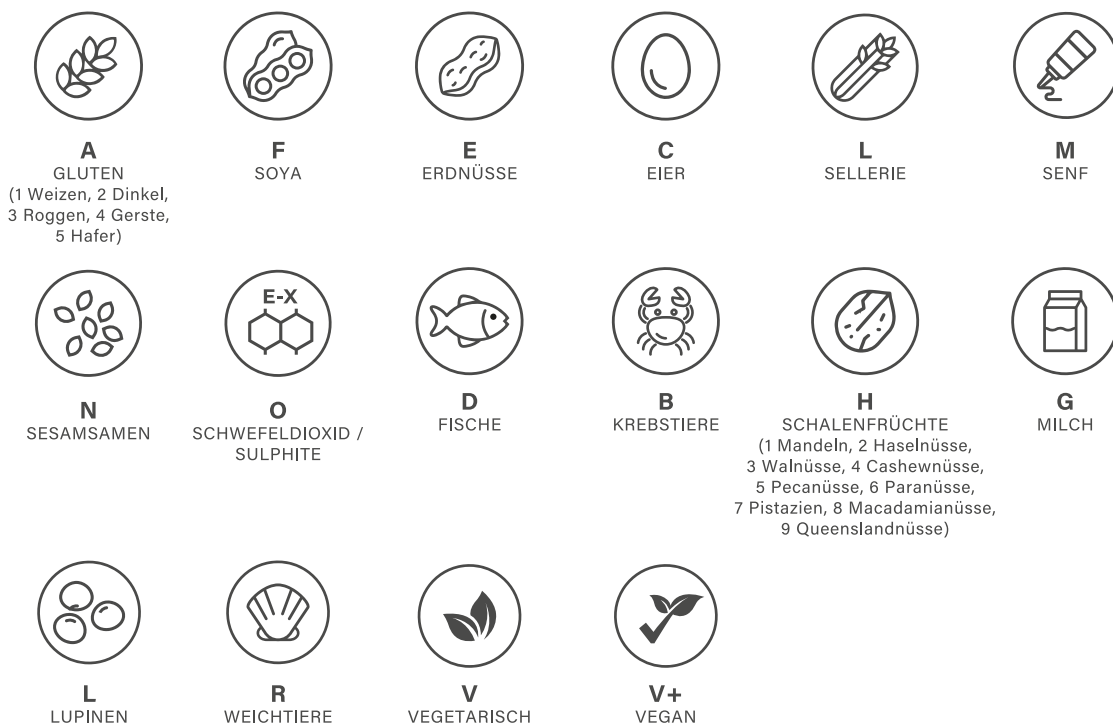 A
GLUTEN
(1 Weizen, 2 Dinkel,
3 Roggen, 4 Gerste,
5 Hafer)
F
SOYA
E
ERDNÜSSE
C
EIER
L
SELLERIE
M
SENF
N
SESAMSAMEN
E-X
O
SCHWEFELDIOXID /
SULPHITE
D
FISCHE
B
KREBSTIERE
H
SCHALENFRÜCHTE
(1 Mandeln, 2 Haselnüsse,
3 Walnüsse, 4 Cashewnüsse,
5 Pecanüsse, 6 Paranüsse,
7 Pistazien, 8 Macadamianüsse,
9 Queenslandnüsse)
G
MILCH
L
LUPINEN
R
WEICHTIERE
V
VEGETARISCH
V+
VEGAN